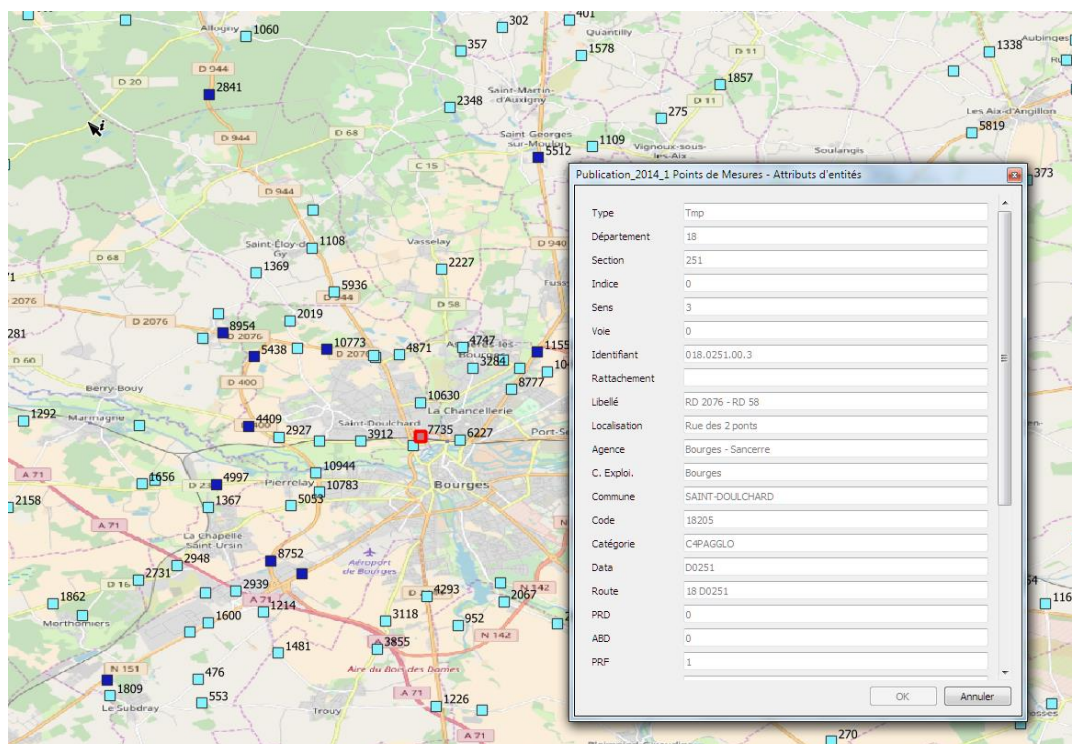 Allogny
1060
302
401
Quantilly
357
1578
D 11
1338
Aubinges
D 944
D 20
2841
1857
Saint-Martin-d'Auxigny
2348
275
D 11
Les Aix-d'Angillon
5819
D 944
D 68
Saint Georges
sur-Moulon
5512
1109
Vignoux-sous-
les-Aix
Soulangis
C 15
373
D 944
Saint-Éloy-de-
Gy
1108
Vasselay
D 940
D 68
1369
2227
5936
D 944
D 58
2076
2019
D 2076
8954
D 2076
281
5438
10773
D 2076
4871
4747
3284
1155
D 60
D 400
8777
Berry-Bouy
10630
La Chancellerie
1292
Marmagne
4409
D 400
2927
Saint-Doulchard
3912
7735
6227
A 71
1656
4997
10944
Pierrelay
10783
Bourges
2158
1367
5053
A 71
La Chapelle
Saint-Ursin
8752
Aéroport
de Bourges
2948
2731
D 16
2939
4293
N 142
2067
1862
A 71
1214
Morthomiers
1600
3118
952
N 142
1481
3855
Aire du Bois des Dames
N 151
476
1809
553
Le Subdray
Trouy
A 71
1226
116
270
Publication_2014_1 Points de Mesures - Attributs d'entités
Type Tmp
Département 18
Section 251
Indice 0
Sens 3
Voie 0
Identifiant 018.0251.00.3
Rattachement
Libellé RD 2076 - RD 58
Localisation Rue des 2 ponts
Agence Bourges - Sancerre
C. Exploi. Bourges
Commune SAINT-DOULCHARD
Code 18205
Catégorie C4PAGGLO
Data D0251
Route 18 D0251
PRD 0
ABD 0
PRF 1
OK Annuler